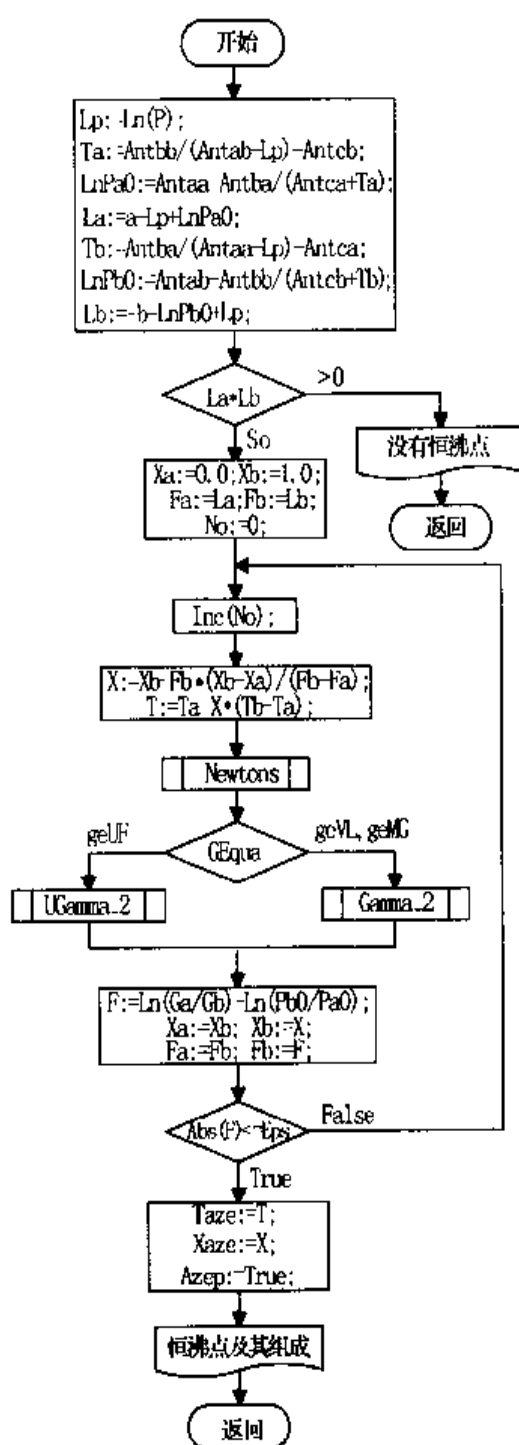 开始
Lp: -Ln(P);
Ta:=Antbb/(Antab-Lp)-Antcb;
LnPa0:=Antaa Antba/(Antca+Ta);
La:=a-Lp+LnPa0;
Tb:-Antba/(Antaa-Lp)-Antca;
LnPb0:=Antab-Antbb/(Antcb+Tb);
Lb:=-b-LnPb0+Lp;
La*Lb
>0
So
没有恒沸点
返回
Xa:=0.0;Xb:=1.0;
Fa:=La;Fb:=Lb;
No:=0;
Inc(No);
X:-Xb-Fb*(Xb-Xa)/(Fb-Fa);
T:=Ta X*(Tb-Ta);
Newtons
geUF
GEqua
geVL, geMG
UGamma_2
Gamma_2
F:=Ln(Ga/Gb)-Ln(Pb0/Pa0);
Xa:=Xb; Xb:=X;
Fa:=Fb; Fb:=F;
Abs(F)<-Eps
False
True
Taze:=T;
Xaze:=X;
Azep:-True;
恒沸点及其组成
返回